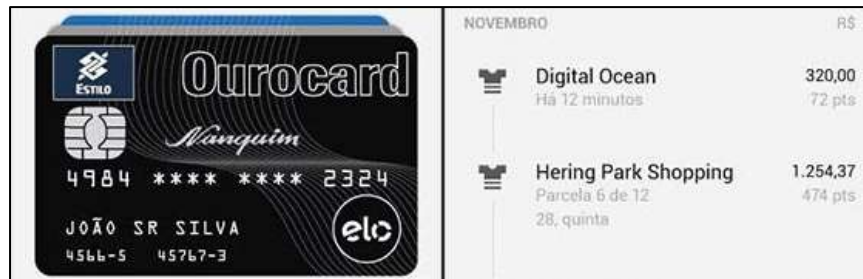 ESTILO
Ourocard
Nanquim
4984 **** **** 2324
JOÃO SR SILVA
4566-5 45767-3
elo
NOVEMBRO R$
Digital Ocean 320,00
Há 12 minutos 72 pts
Hering Park Shopping 1.254,37
Parcela 6 de 12 474 pts
28, quinta